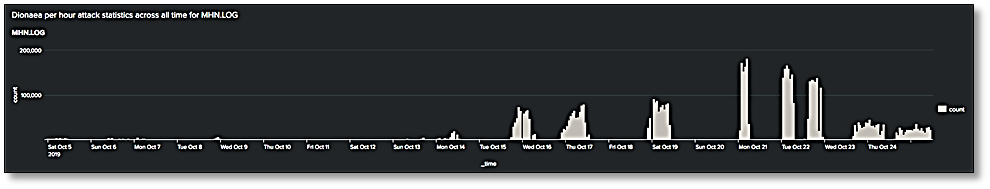 Dionaea per hour attack statistics across all time for MHN.LOG
MHN.LOG
200,000
100,000
count
count
Sat Oct 5 Sun Oct 6 Mon Oct 7 Tue Oct 8 Wed Oct 9 Thu Oct 10 Fri Oct 11 Sat Oct 12 Sun Oct 13 Mon Oct 14 Tue Oct 15 Wed Oct 16 Thu Oct 17 Fri Oct 18 Sat Oct 19 Sun Oct 20 Mon Oct 21 Tue Oct 22 Wed Oct 23 Thu Oct 24
2019
_time